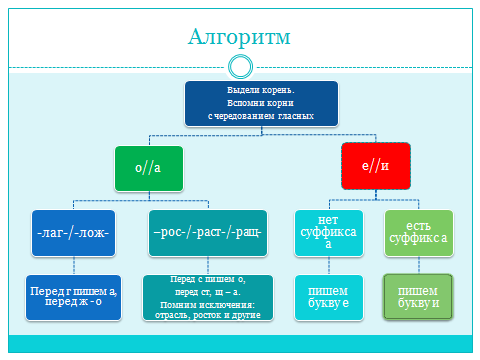 Алгоритм
Выдели корень.
Вспомни корни
с чередованием гласных
о//а
е//и
-лаг-/-лож-
–рос-/-раст-/-ращ-
нет
суффикса
а
есть
суффикс а
Перед г пишем а,
перед ж - о
Перед с пишем о,
перед ст, щ – а.
Помним исключения:
отрасль, росток и другие
пишем
букву е
пишем
букву и